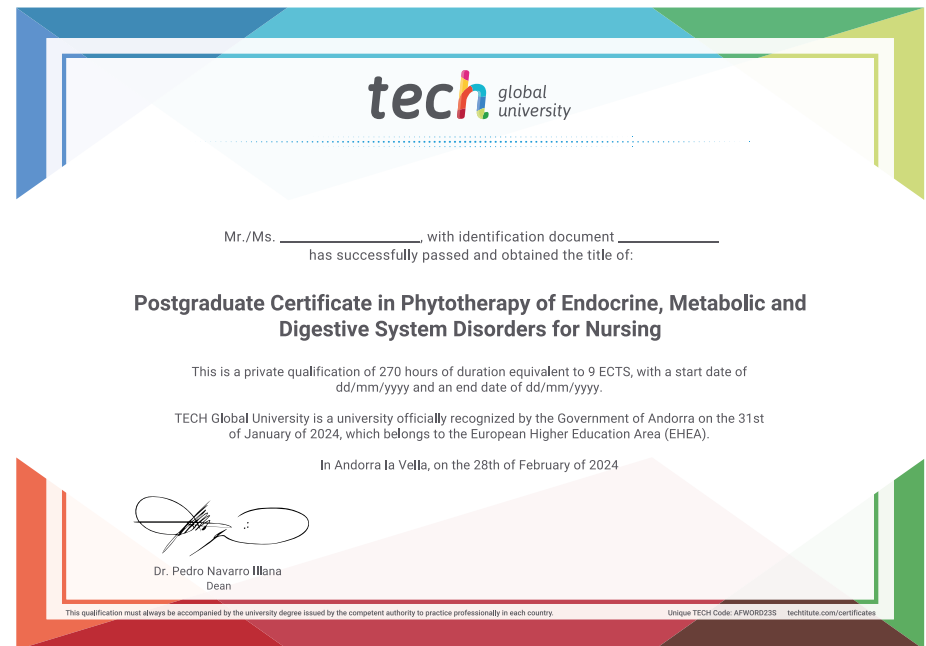 tech global university
Mr./Ms. ____________, with identification document ____________
has successfully passed and obtained the title of:
Postgraduate Certificate in Phytotherapy of Endocrine, Metabolic and
Digestive System Disorders for Nursing
This is a private qualification of 270 hours of duration equivalent to 9 ECTS, with a start date of
dd/mm/yyyy and an end date of dd/mm/yyyy.
TECH Global University is a university officially recognized by the Government of Andorra on the 31st
of January of 2024, which belongs to the European Higher Education Area (EHEA).
In Andorra la Vella, on the 28th of February of 2024
Dr. Pedro Navarro Illana
Dean
This qualification must always be accompanied by the university degree issued by the competent authority to practice professionally in each country.
Unique TECH Code: AFWORD23S techtitute.com/certificates